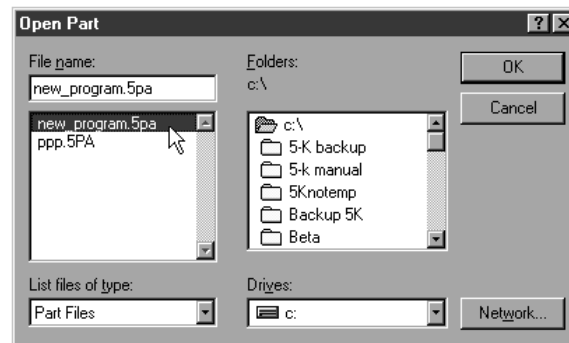 Open Part
File name:
new_program.5pa
new_program.5pa
ppp.5PA
List files of type:
Part Files
Folders:
c:\
c:\
5-K backup
5-k manual
5Knotemp
Backup 5K
Beta
Drives:
c:
OK
Cancel
Network...